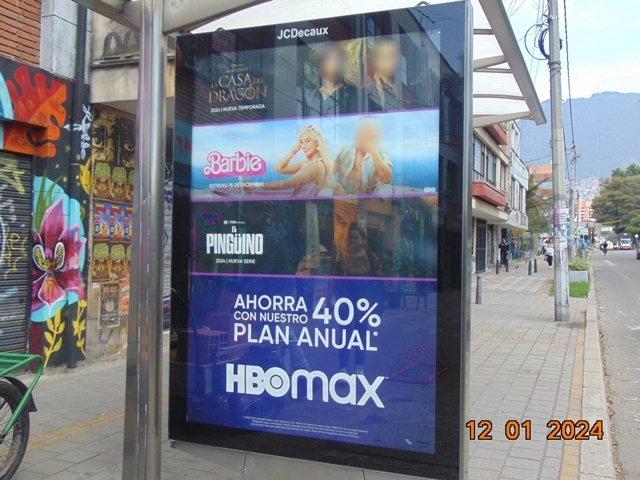 JCDecaux
LA CASA DEL
DRAGÓN
2024 | NUEVA TEMPORADA
Barbie
ESTRENO 15 DE DICIEMBRE
HBO
EL
PINGÜINO
2024 | NUEVA SERIE
AHORRA 40%
CON NUESTRO
PLAN ANUAL*
HBOMAX
12 01 2024